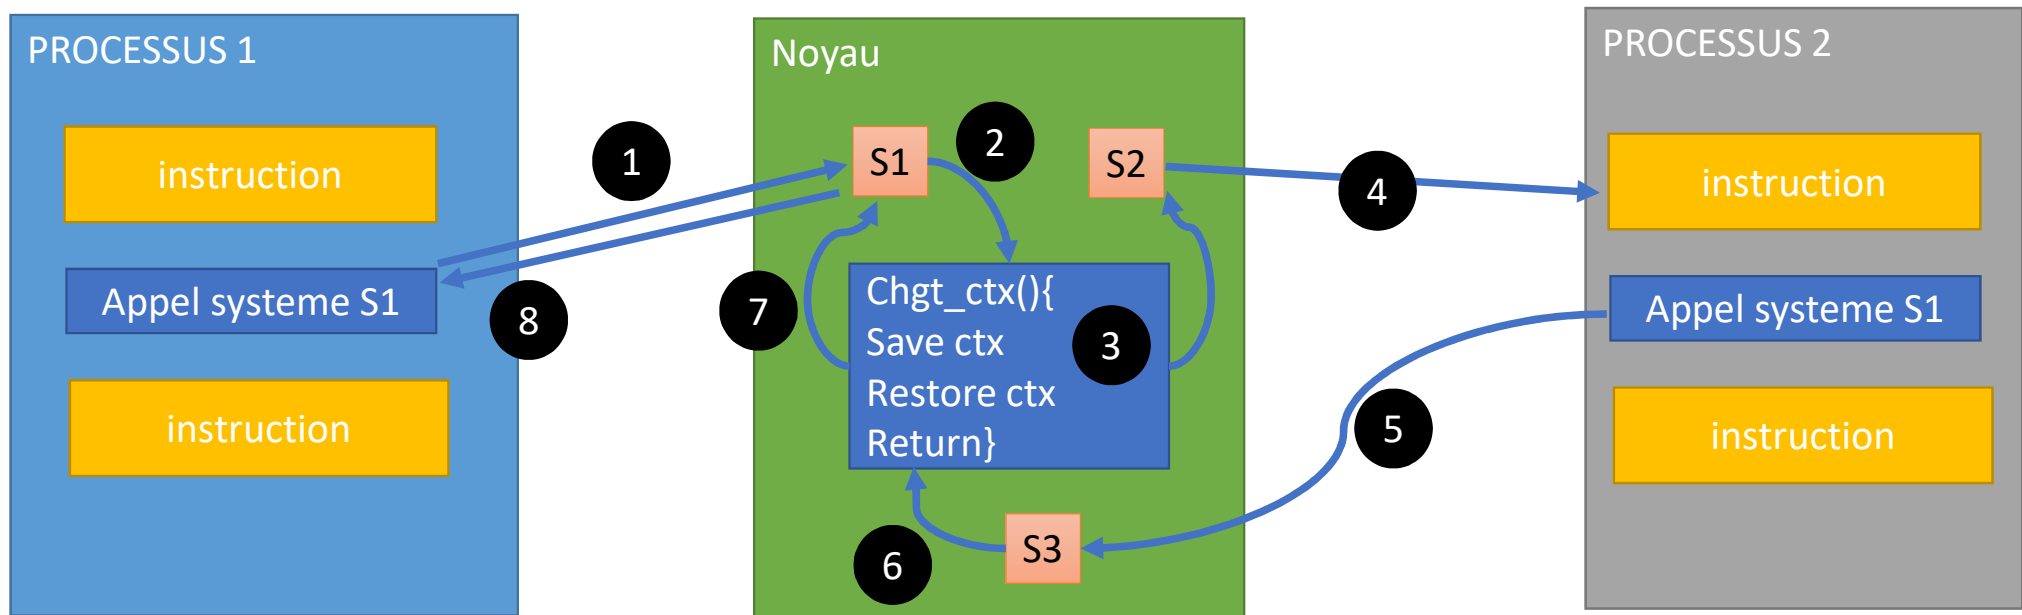 PROCESSUS 1
instruction
Appel systeme S1
instruction
1
8
Noyau
S1
2
S2
7
Chgt_ctx(){
Save ctx
Restore ctx
Return}
3
6
S3
4
5
PROCESSUS 2
instruction
Appel systeme S1
instruction